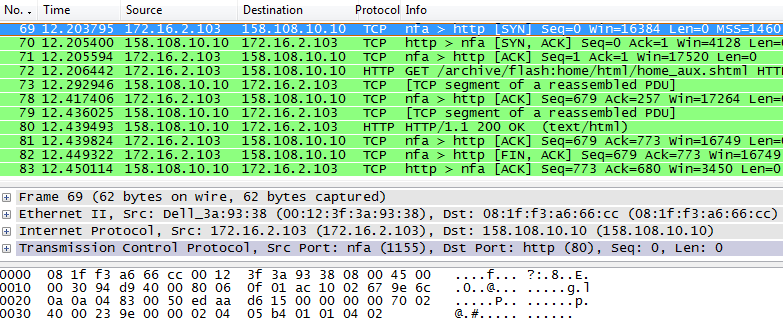 No. Time Source Destination Protocol Info
69 12.203795 172.16.2.103 158.108.10.10 TCP nfa > http [SYN] Seq=0 Win=16384 Len=0 MSS=1460
70 12.205400 158.108.10.10 172.16.2.103 TCP http > nfa [SYN, ACK] Seq=0 Ack=1 Win=4128 Len=0
71 12.205594 172.16.2.103 158.108.10.10 TCP nfa > http [ACK] Seq=1 Ack=1 Win=17520 Len=0
72 12.206442 172.16.2.103 158.108.10.10 HTTP GET /archive/flash:home/html/home_aux.shtml HTT
73 12.292946 158.108.10.10 172.16.2.103 TCP [TCP segment of a reassembled PDU]
78 12.417406 172.16.2.103 158.108.10.10 TCP nfa > http [ACK] Seq=679 Ack=257 Win=17264 Len=0
79 12.436025 158.108.10.10 172.16.2.103 TCP [TCP segment of a reassembled PDU]
80 12.439493 158.108.10.10 172.16.2.103 HTTP HTTP/1.1 200 OK (text/html)
81 12.439824 172.16.2.103 158.108.10.10 TCP nfa > http [ACK] Seq=679 Ack=773 Win=16749 Len=0
82 12.449322 172.16.2.103 158.108.10.10 TCP nfa > http [FIN, ACK] Seq=679 Ack=773 Win=16749
83 12.450114 158.108.10.10 172.16.2.103 TCP http > nfa [ACK] Seq=773 Ack=680 Win=3450 Len=0
Frame 69 (62 bytes on wire, 62 bytes captured)
Ethernet II, Src: Dell_3a:93:38 (00:12:3f:3a:93:38), Dst: 08:1f:f3:a6:66:cc (08:1f:f3:a6:66:cc)
Internet Protocol, Src: 172.16.2.103 (172.16.2.103), Dst: 158.108.10.10 (158.108.10.10)
Transmission Control Protocol, Src Port: nfa (1155), Dst Port: http (80), Seq: 0, Len: 0
0000 08 1f f3 a6 66 cc 00 12 3f 3a 93 38 08 00 45 00 ....f... ?:.8..E.
0010 00 30 94 d9 40 00 80 06 0f 01 ac 10 02 67 9e 6c .0..@... .....g.l
0020 0a 0a 04 83 00 50 ed aa d6 15 00 00 00 00 70 02 .....P.. ......p.
0030 40 00 23 9e 00 00 02 04 05 b4 01 01 04 02 @.#..... ......